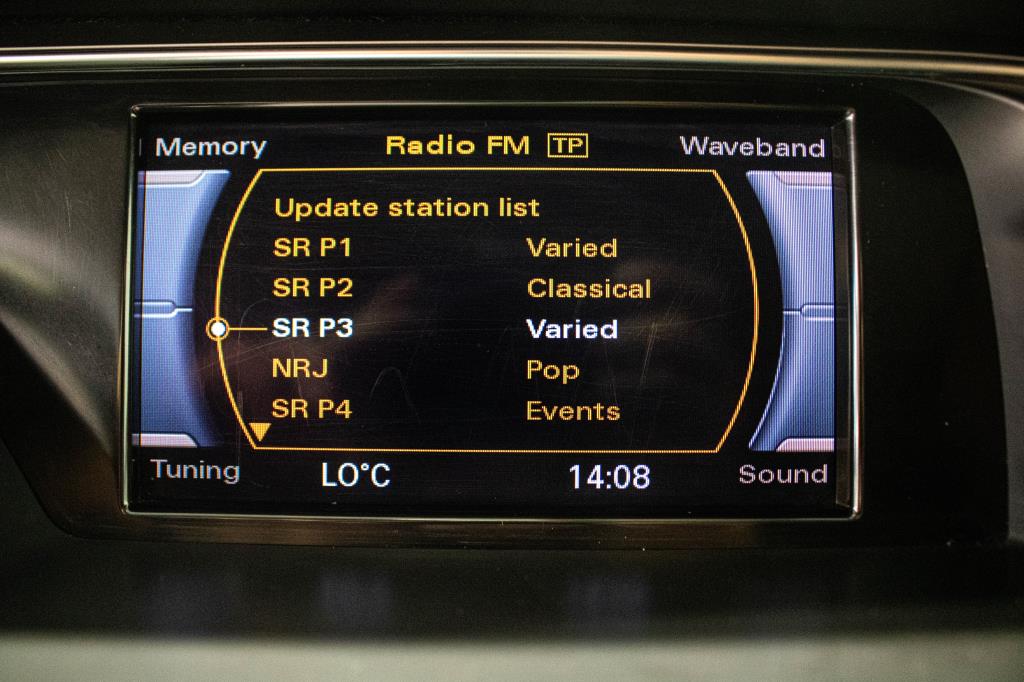 Memory Radio FM TP Waveband
Update station list
SR P1 Varied
SR P2 Classical
SR P3 Varied
NRJ Pop
SR P4 Events
Tuning LO°C 14:08 Sound